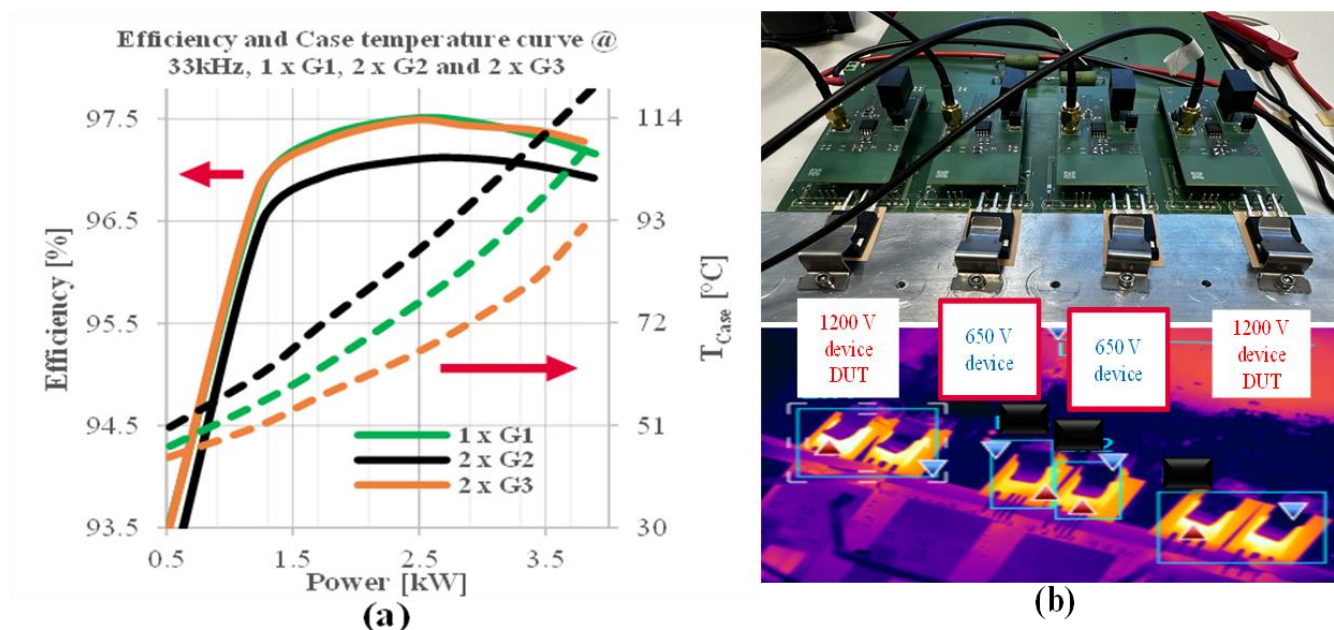 Efficiency and Case temperature curve @
33kHz, 1 x G1, 2 x G2 and 2 x G3
Efficiency [%]
97.5
96.5
95.5
94.5
93.5
114
93
72
51
30
T_Case [°C]
1 x G1
2 x G2
2 x G3
0.5
1.5
2.5
3.5
Power [kW]
(a)
1200 V
device
DUT
650 V
device
650 V
device
1200 V
device
DUT
2
(b)